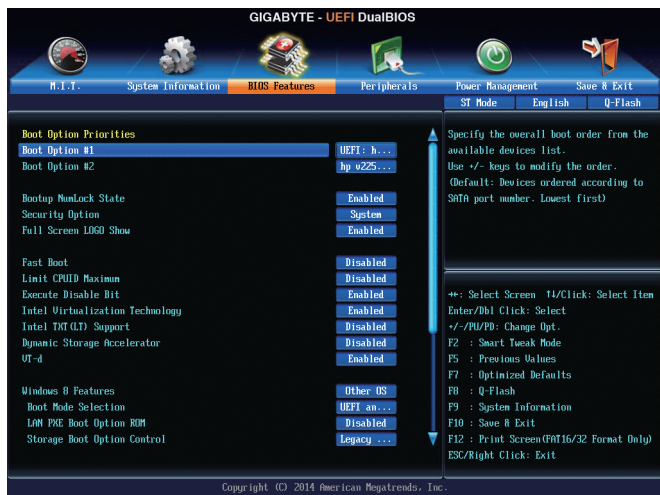 GIGABYTE - UEFI DualBIOS
M.I.T. System Information BIOS Features Peripherals Power Management Save & Exit
ST Mode English Q-Flash
Boot Option Priorities
Boot Option #1 UEFI: h...
Boot Option #2 hp v225...
Bootup NumLock State Enabled
Security Option System
Full Screen LOGO Show Enabled
Fast Boot Disabled
Limit CPUID Maximum Disabled
Execute Disable Bit Enabled
Intel Virtualization Technology Enabled
Intel TXT(LT) Support Disabled
Dynamic Storage Accelerator Disabled
VT-d Enabled
Windows 8 Features Other OS
Boot Mode Selection UEFI an...
LAN PXE Boot Option ROM Disabled
Storage Boot Option Control Legacy ...
Specify the overall boot order from the
available devices list.
Use +/- keys to modify the order.
(Default: Devices ordered according to
SATA port number. Lowest first)
→←: Select Screen ↑↓/Click: Select Item
Enter/Dbl Click: Select
+/-/PU/PD: Change Opt.
F2 : Smart Tweak Mode
F5 : Previous Values
F7 : Optimized Defaults
F8 : Q-Flash
F9 : System Information
F10 : Save & Exit
F12 : Print Screen(FAT16/32 Format Only)
ESC/Right Click: Exit
Copyright (C) 2014 American Megatrends, Inc.